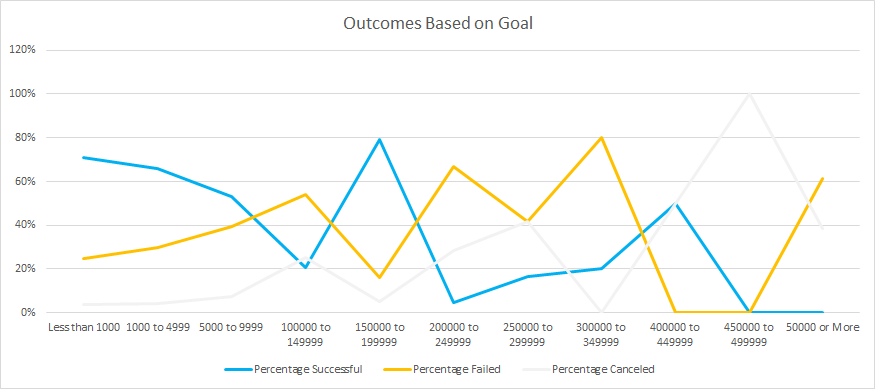 Outcomes Based on Goal
120%
100%
80%
60%
40%
20%
0%
Less than 1000 1000 to 4999 5000 to 9999 100000 to 150000 to 200000 to 250000 to 300000 to 400000 to 450000 to 50000 or More
149999 199999 249999 299999 349999 449999 499999
Percentage Successful Percentage Failed Percentage Canceled